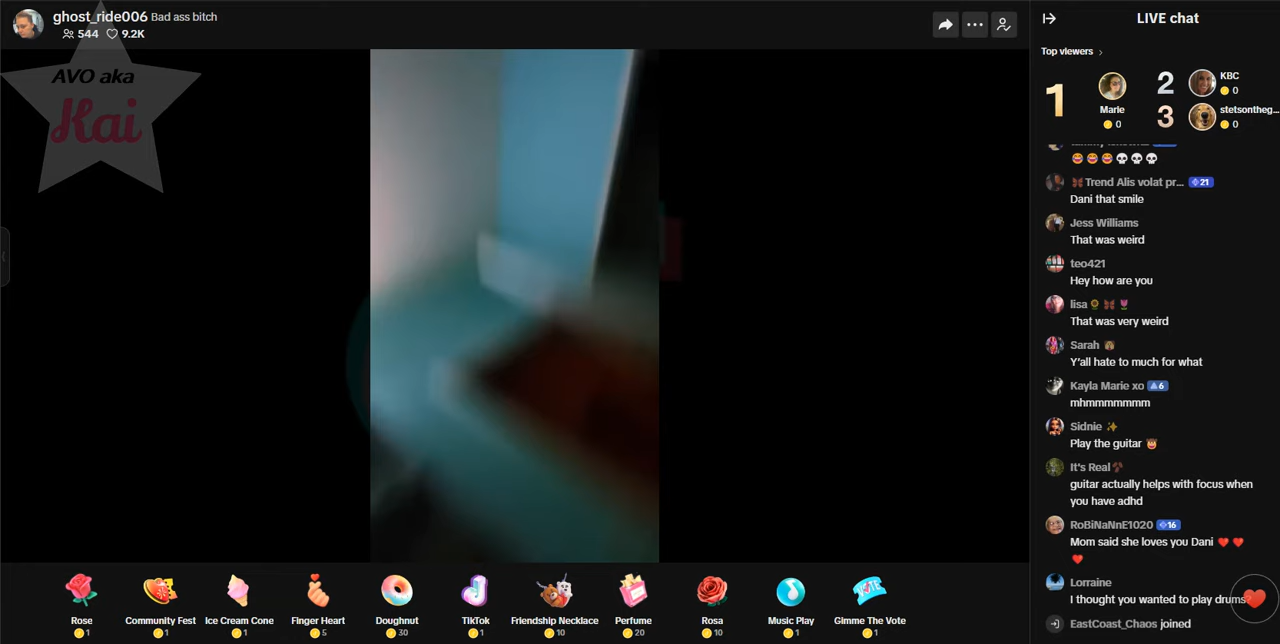 ghost_ride006 Bad ass bitch
544 9.2K
AVO aka
Kai
LIVE chat
Top viewers
1
Marie
0
2
KBC
0
3
stetsontheg...
0
Trend Alis volat pr... 21
Dani that smile
Jess Williams
That was weird
teo421
Hey how are you
lisa
That was very weird
Sarah
Y'all hate to much for what
Kayla Marie xo 6
mhmmmmmmm
Sidnie
Play the guitar
It's Real
guitar actually helps with focus when
you have adhd
RoBiNaNnE1020 16
Mom said she loves you Dani
Lorraine
I thought you wanted to play drums
EastCoast_Chaos joined
Rose
1
Community Fest
1
Ice Cream Cone
1
Finger Heart
5
Doughnut
30
TikTok
1
Friendship Necklace
10
Perfume
20
Rosa
10
Music Play
1
VOTE
Gimme The Vote
1